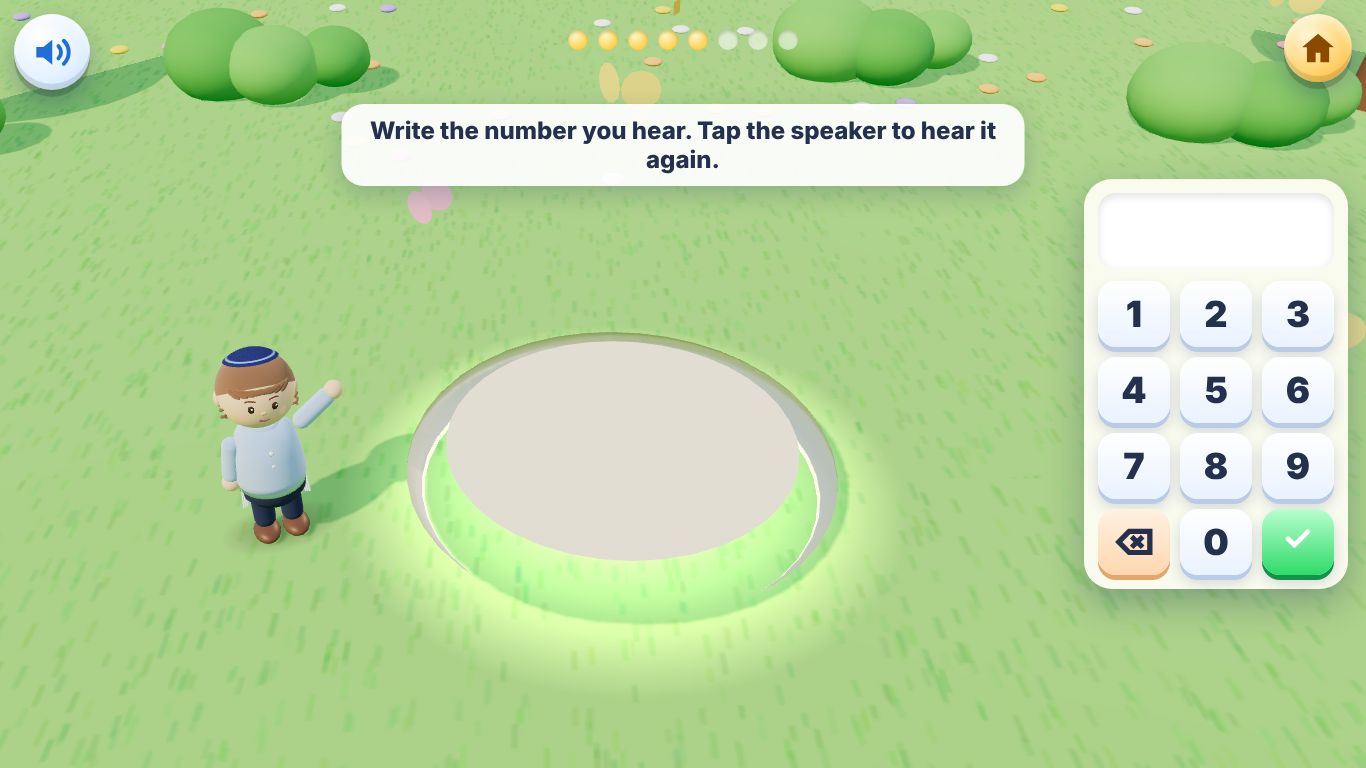 Write the number you hear. Tap the speaker to hear it
again.
1 2 3
4 5 6
7 8 9
0